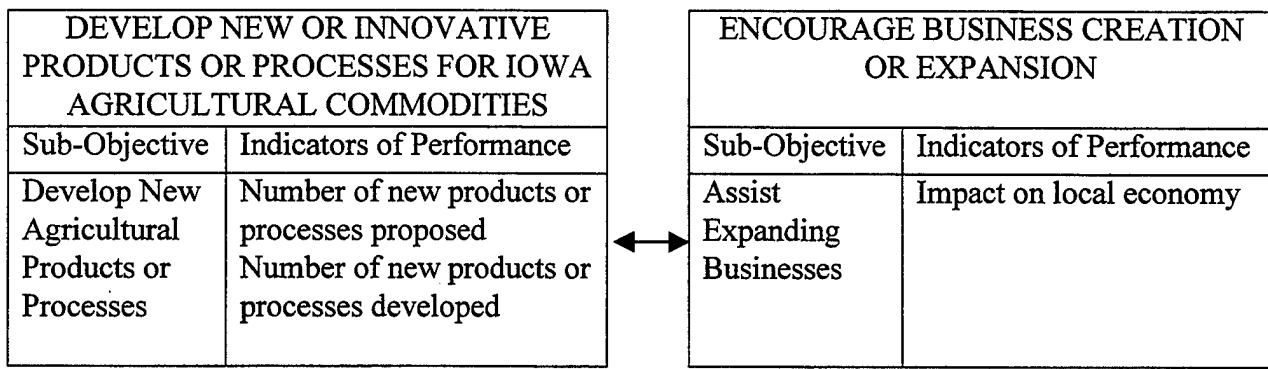 DEVELOP NEW OR INNOVATIVE
PRODUCTS OR PROCESSES FOR IOWA
AGRICULTURAL COMMODITIES
Sub-Objective
Indicators of Performance
Develop New
Agricultural
Products or
Processes
Number of new products or
processes proposed
Number of new products or
processes developed
ENCOURAGE BUSINESS CREATION
OR EXPANSION
Sub-Objective
Indicators of Performance
Assist
Expanding
Businesses
Impact on local economy